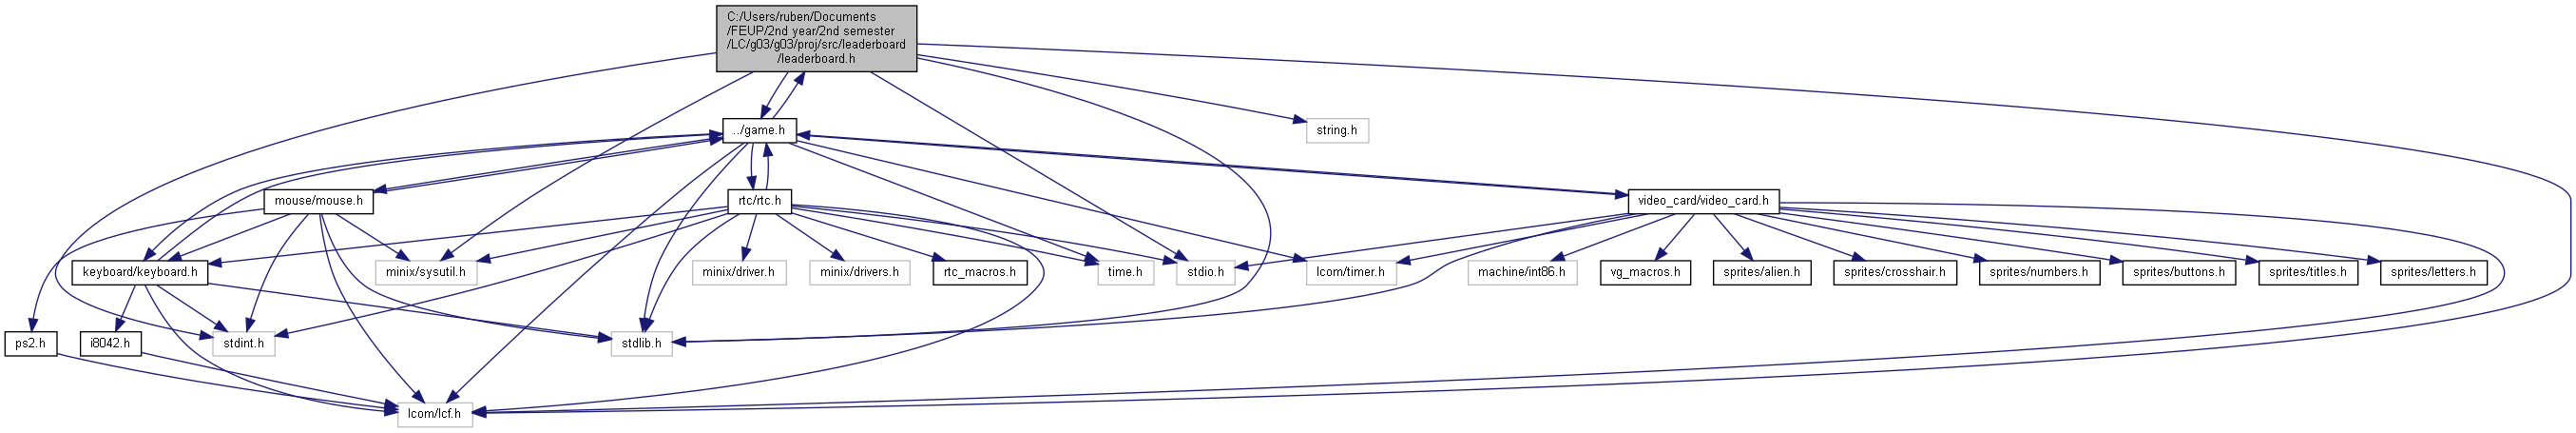 C:/Users/ruben/Documents
/FEUP/2nd year/2nd semester
/LC/g03/g03/proj/src/leaderboard
/leaderboard.h
../game.h
string.h
mouse/mouse.h
rtc/rtc.h
video_card/video_card.h
keyboard/keyboard.h
minix/sysutil.h
minix/driver.h
minix/drivers.h
rtc_macros.h
time.h
stdio.h
lcom/timer.h
machine/int86.h
vg_macros.h
sprites/alien.h
sprites/crosshair.h
sprites/numbers.h
sprites/buttons.h
sprites/titles.h
sprites/letters.h
ps2.h
i8042.h
stdint.h
stdlib.h
lcom/lcf.h